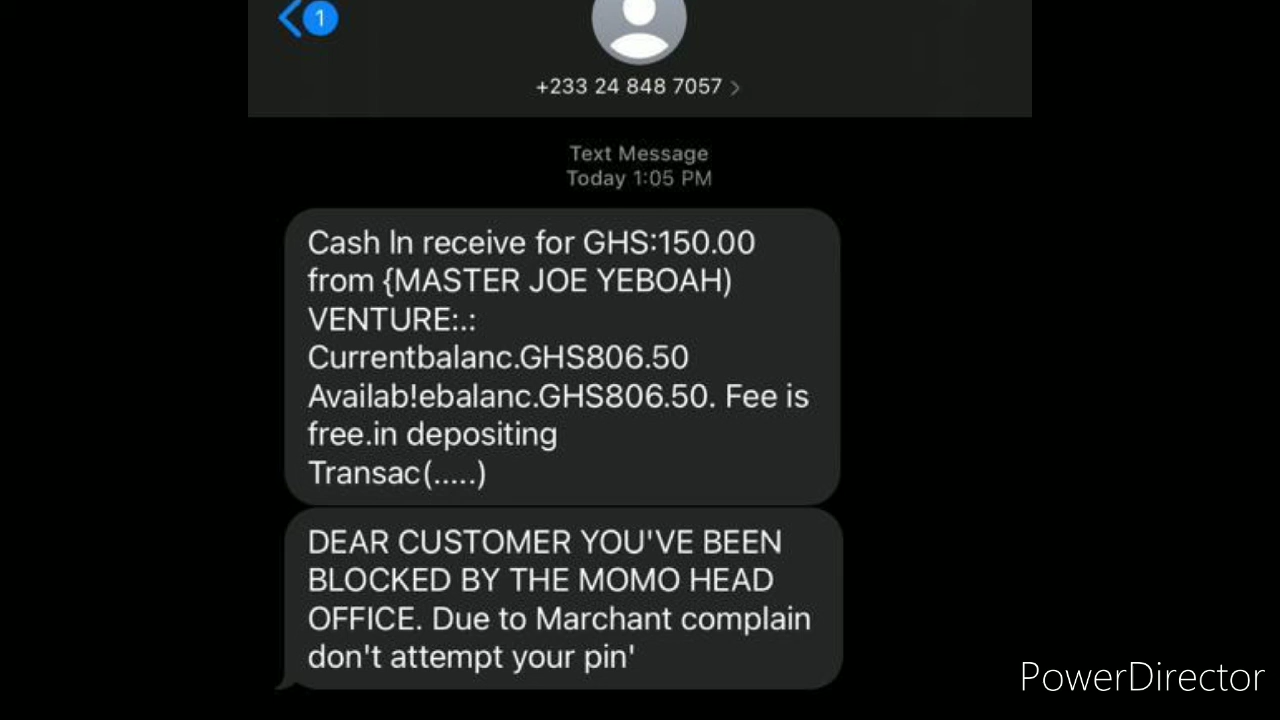 1
+233 24 848 7057 >
Text Message
Today 1:05 PM
Cash In receive for GHS:150.00
from {MASTER JOE YEBOAH)
VENTURE:.:
Currentbalanc.GHS806.50
Availab!ebalanc.GHS806.50. Fee is
free.in depositing
Transac(.....)
DEAR CUSTOMER YOU'VE BEEN
BLOCKED BY THE MOMO HEAD
OFFICE. Due to Marchant complain
don't attempt your pin'
PowerDirector